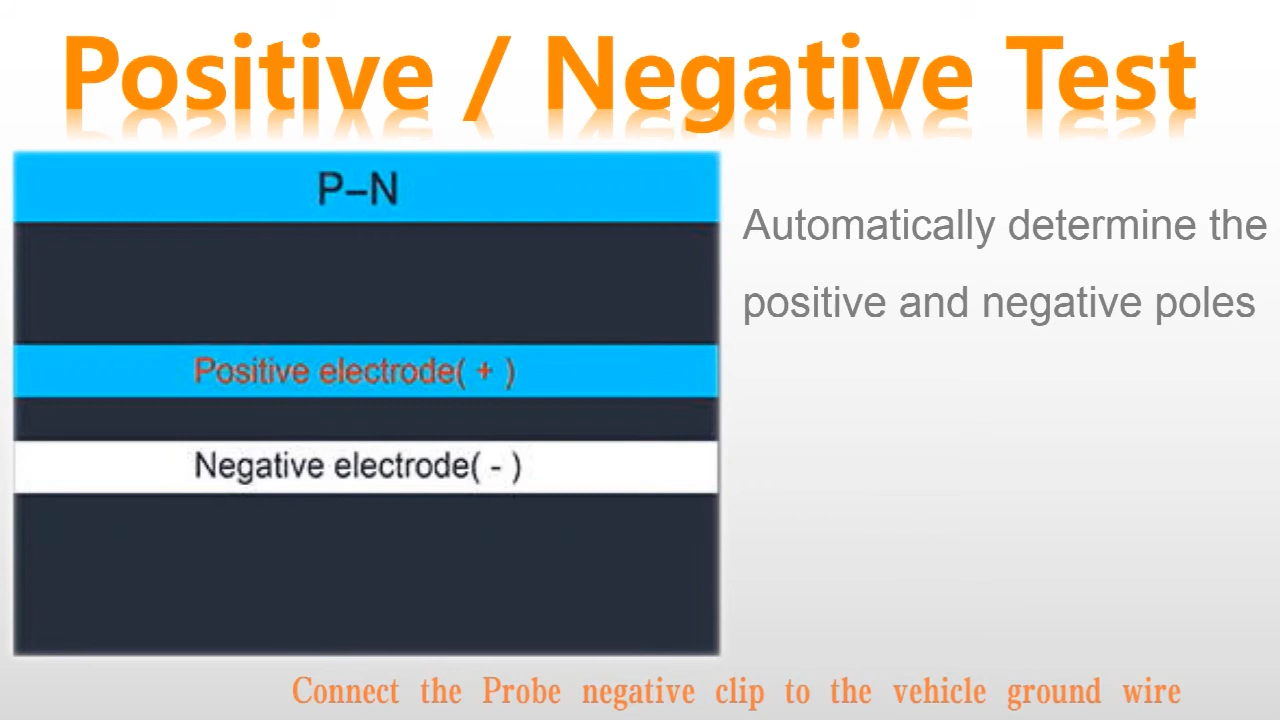 Positive / Negative Test
P–N
Automatically determine the
positive and negative poles
Positive electrode( + )
Negative electrode( - )
Connect the Probe negative clip to the vehicle ground wire